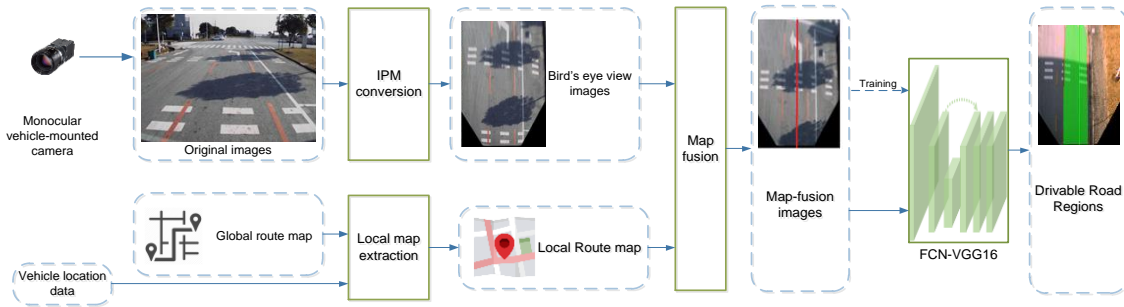 Monocular
vehicle-mounted
camera
Original images
IPM
conversion
Bird's eye view
images
Map
fusion
Map-fusion
images
Training
FCN-VGG16
Drivable Road
Regions
Global route map
Vehicle location
data
Local map
extraction
Local Route map